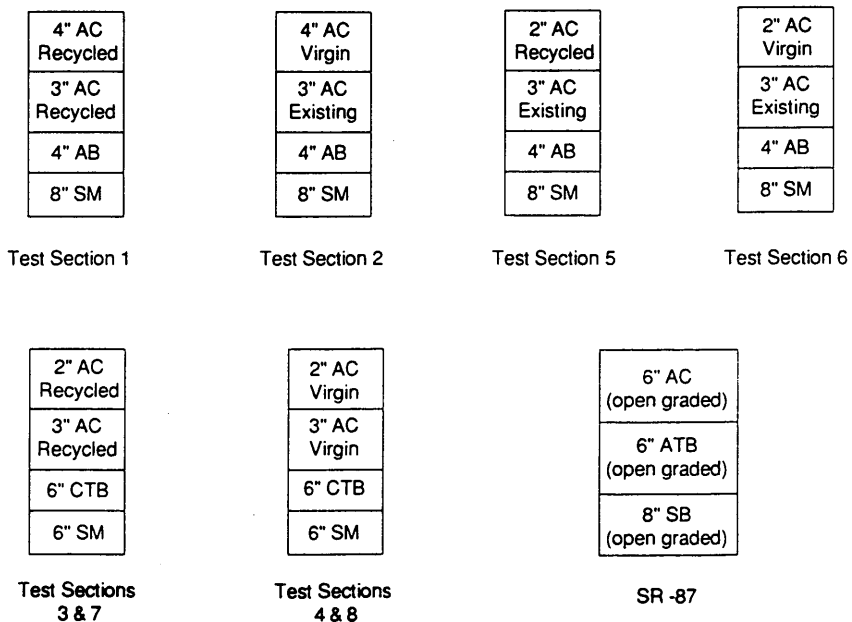 4" AC
Recycled
3" AC
Recycled
4" AB
8" SM
Test Section 1
4" AC
Virgin
3" AC
Existing
4" AB
8" SM
Test Section 2
2" AC
Recycled
3" AC
Existing
4" AB
8" SM
Test Section 5
2" AC
Virgin
3" AC
Existing
4" AB
8" SM
Test Section 6
2" AC
Recycled
3" AC
Recycled
6" CTB
6" SM
Test Sections
3 & 7
2" AC
Virgin
3" AC
Virgin
6" CTB
6" SM
Test Sections
4 & 8
6" AC
(open graded)
6" ATB
(open graded)
8" SB
(open graded)
SR -87